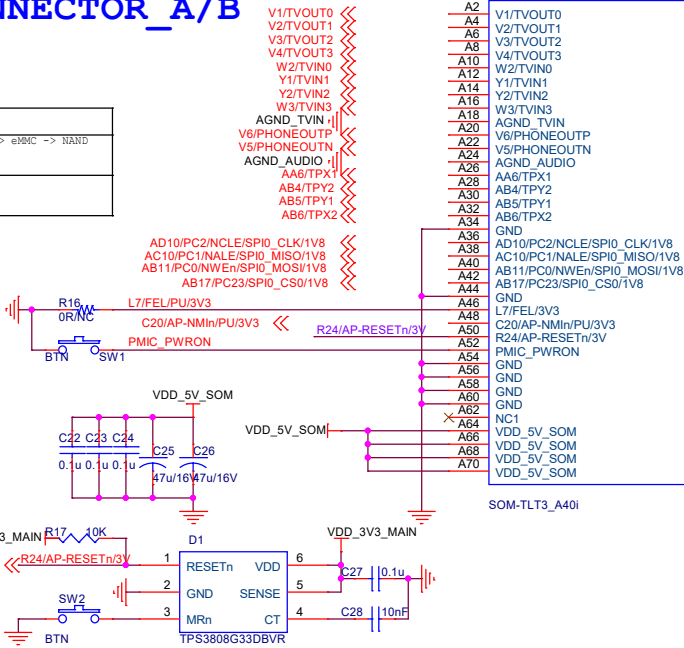 NNECTOR_A/B
> eMMC -> NAND
V1/TVOUT0
V2/TVOUT1
V3/TVOUT2
V4/TVOUT3
W2/TVIN0
Y1/TVIN1
Y2/TVIN2
W3/TVIN3
AGND_TVIN
V6/PHONEOUTP
V5/PHONEOUTN
AGND_AUDIO
AA6/TPX1
AB4/TPY2
AB5/TPY1
AB6/TPX2
AD10/PC2/NCLE/SPI0_CLK/1V8
AC10/PC1/NALE/SPI0_MISO/1V8
AB11/PC0/NWEn/SPI0_MOSI/1V8
AB17/PC23/SPI0_CS0/1V8
R16
0R/NC
L7/FEL/PU/3V3
C20/AP-NMIn/PU/3V3
R24/AP-RESETn/3V
PMIC_PWRON
BTN
SW1
A2 V1/TVOUT0
A4 V2/TVOUT1
A6 V3/TVOUT2
A8 V4/TVOUT3
A10 W2/TVIN0
A12 Y1/TVIN1
A14 Y2/TVIN2
A16 W3/TVIN3
A18 AGND_TVIN
A20 V6/PHONEOUTP
A22 V5/PHONEOUTN
A24 AGND_AUDIO
A26 AA6/TPX1
A28 AB4/TPY2
A30 AB5/TPY1
A32 AB6/TPX2
A34 GND
A36 AD10/PC2/NCLE/SPI0_CLK/1V8
A38 AC10/PC1/NALE/SPI0_MISO/1V8
A40 AB11/PC0/NWEn/SPI0_MOSI/1V8
A42 AB17/PC23/SPI0_CS0/1V8
A44 GND
A46 L7/FEL/3V3
A48 C20/AP-NMIn/PU/3V3
A50 R24/AP-RESETn/3V
A52 PMIC_PWRON
A54 GND
A56 GND
A58 GND
A60 GND
A62 NC1
A64 VDD_5V_SOM
A66 VDD_5V_SOM
A68 VDD_5V_SOM
A70 VDD_5V_SOM
SOM-TLT3_A40i
VDD_5V_SOM
VDD_5V_SOM
C22 C23 C24 C25 C26
0.1u 0.1u 0.1u 47u/16V 47u/16V
3_MAIN R17 10K
R24/AP-RESETn/3V
D1
VDD_3V3_MAIN
1 RESETn VDD 6
2 GND SENSE 5
3 MRn CT 4
TPS3808G33DBVR
C27 0.1u
C28 10nF
SW2
BTN